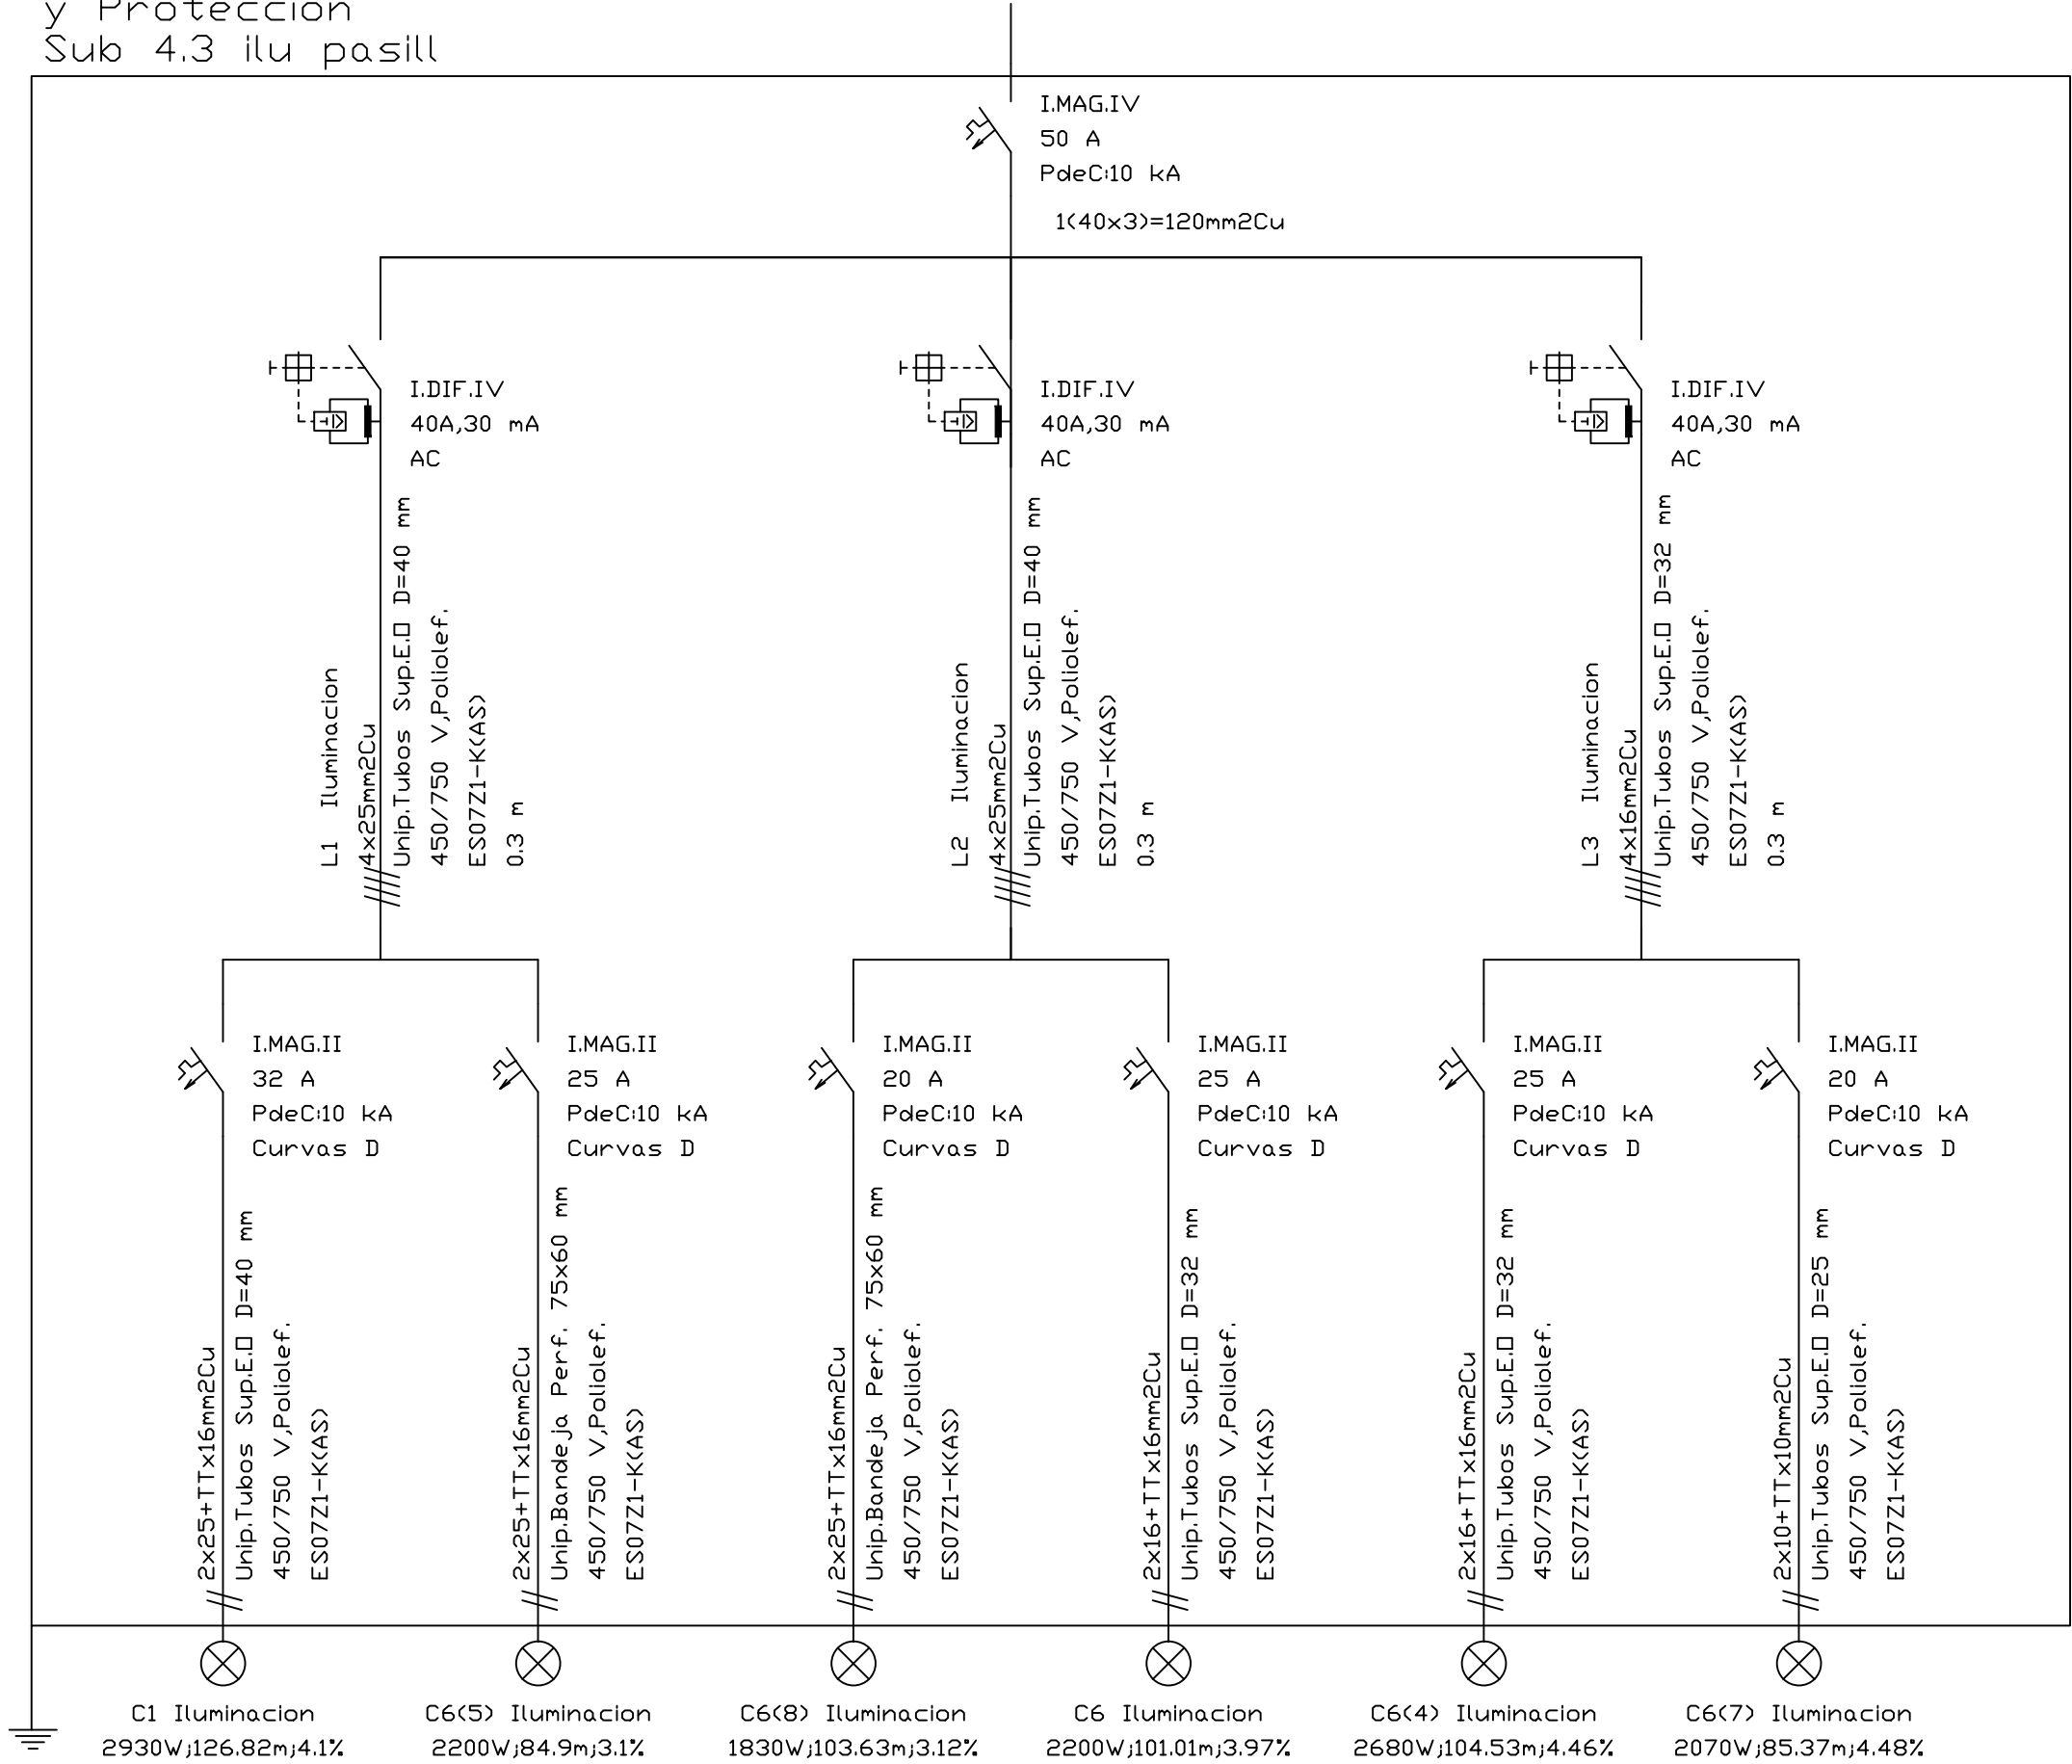 y Proteccion
Sub 4.3 ilu pasill
I.MAG.IV
50 A
PdeC:10 kA
1(40x3)=120mm2Cu
I.DIF.IV
40A,30 mA
AC
I.DIF.IV
40A,30 mA
AC
I.DIF.IV
40A,30 mA
AC
L1 Iluminacion
4x25mm2Cu
Unip.Tubos Sup.E.□ D=40 mm
450/750 V,Poliolef.
ES07Z1-K(AS)
0.3 m
L2 Iluminacion
4x25mm2Cu
Unip.Tubos Sup.E.□ D=40 mm
450/750 V,Poliolef.
ES07Z1-K(AS)
0.3 m
L3 Iluminacion
4x16mm2Cu
Unip.Tubos Sup.E.□ D=32 mm
450/750 V,Poliolef.
ES07Z1-K(AS)
0.3 m
I.MAG.II
32 A
PdeC:10 kA
Curvas D
I.MAG.II
25 A
PdeC:10 kA
Curvas D
I.MAG.II
20 A
PdeC:10 kA
Curvas D
I.MAG.II
25 A
PdeC:10 kA
Curvas D
I.MAG.II
25 A
PdeC:10 kA
Curvas D
I.MAG.II
20 A
PdeC:10 kA
Curvas D
2x25+TTx16mm2Cu
Unip.Tubos Sup.E.□ D=40 mm
450/750 V,Poliolef.
ES07Z1-K(AS)
2x25+TTx16mm2Cu
Unip.Bandeja Perf. 75x60 mm
450/750 V,Poliolef.
ES07Z1-K(AS)
2x25+TTx16mm2Cu
Unip.Bandeja Perf. 75x60 mm
450/750 V,Poliolef.
ES07Z1-K(AS)
2x16+TTx16mm2Cu
Unip.Tubos Sup.E.□ D=32 mm
450/750 V,Poliolef.
ES07Z1-K(AS)
2x16+TTx16mm2Cu
Unip.Tubos Sup.E.□ D=32 mm
450/750 V,Poliolef.
ES07Z1-K(AS)
2x10+TTx10mm2Cu
Unip.Tubos Sup.E.□ D=25 mm
450/750 V,Poliolef.
ES07Z1-K(AS)
C1 Iluminacion
2930W;126.82m;4.1%
C6(5) Iluminacion
2200W;84.9m;3.1%
C6(8) Iluminacion
1830W;103.63m;3.12%
C6 Iluminacion
2200W;101.01m;3.97%
C6(4) Iluminacion
2680W;104.53m;4.46%
C6(7) Iluminacion
2070W;85.37m;4.48%